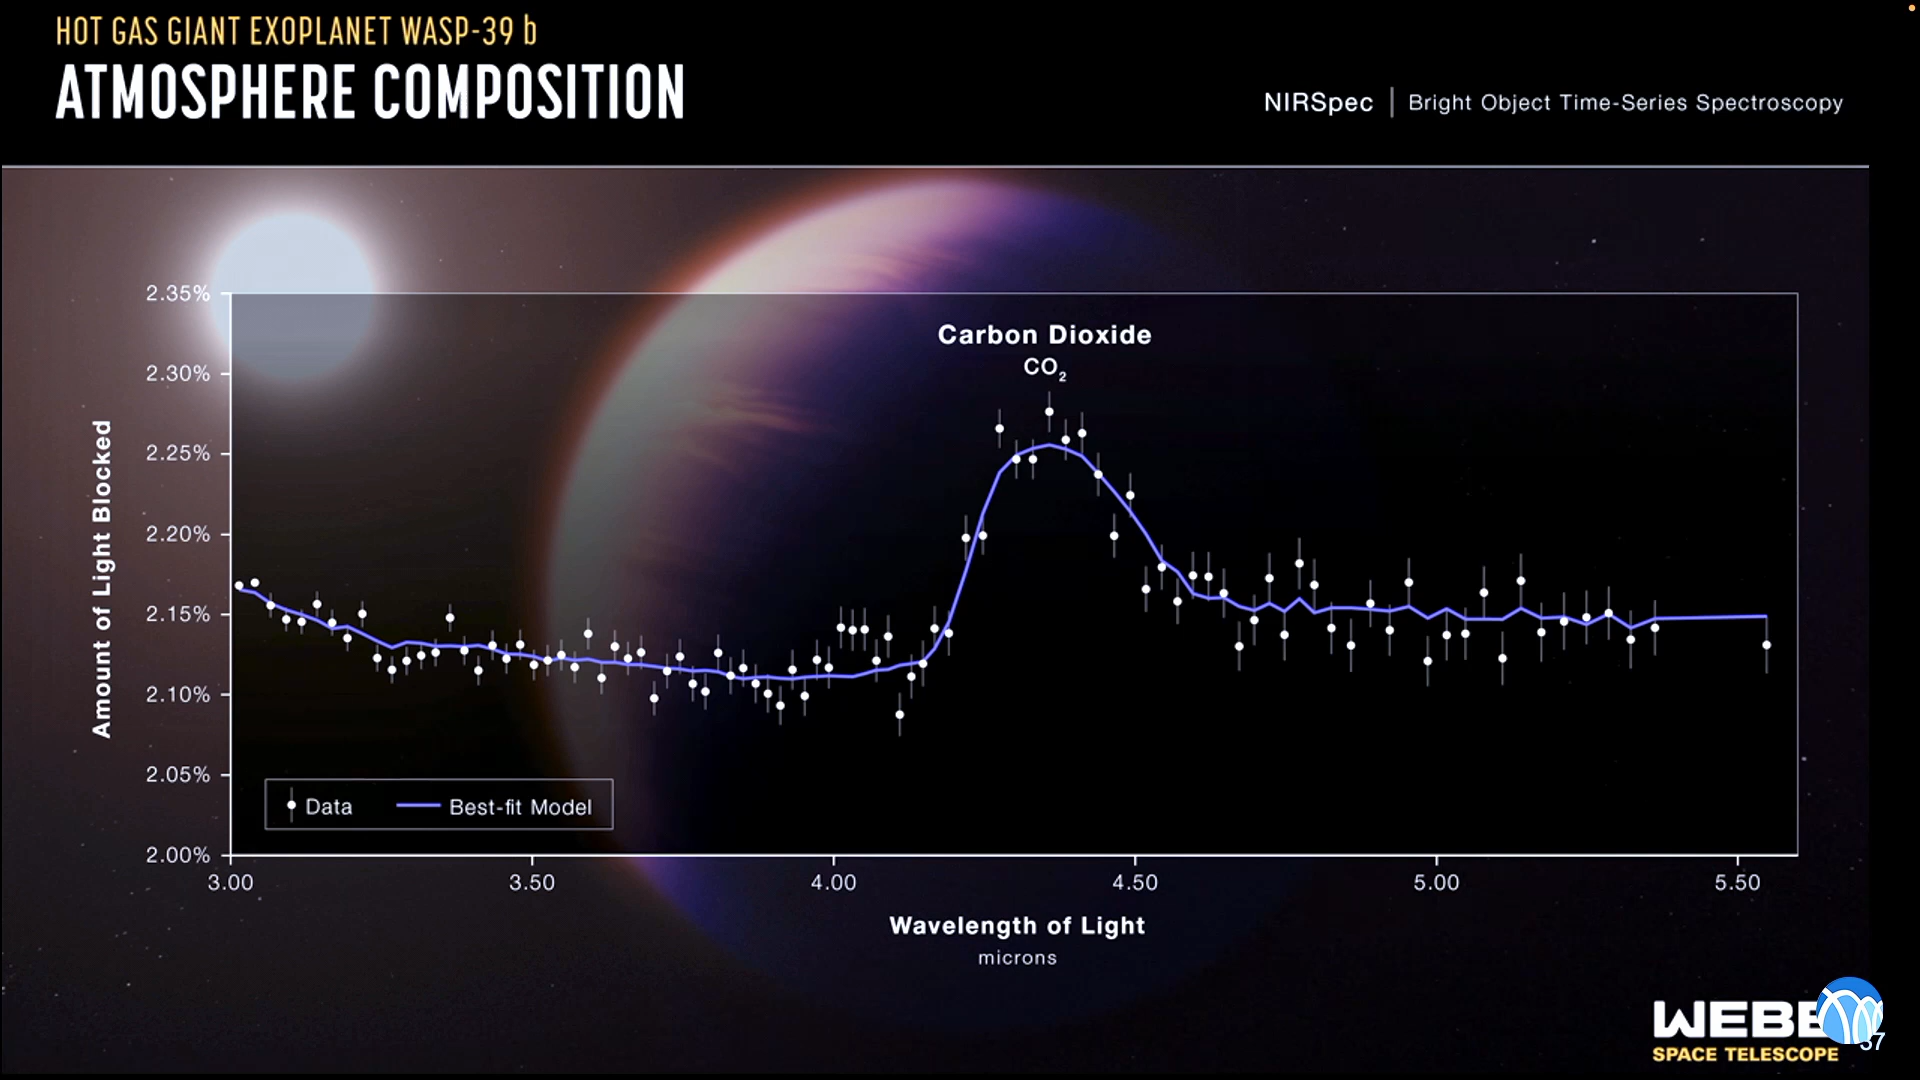 HOT GAS GIANT EXOPLANET WASP-39 b
ATMOSPHERE COMPOSITION
NIRSpec | Bright Object Time-Series Spectroscopy
2.35%
2.30%
2.25%
2.20%
2.15%
2.10%
2.05%
2.00%
Amount of Light Blocked
Carbon Dioxide
CO₂
Data
Best-fit Model
3.00 3.50 4.00 4.50 5.00 5.50
Wavelength of Light
microns
SPACE TELESCOPE
37